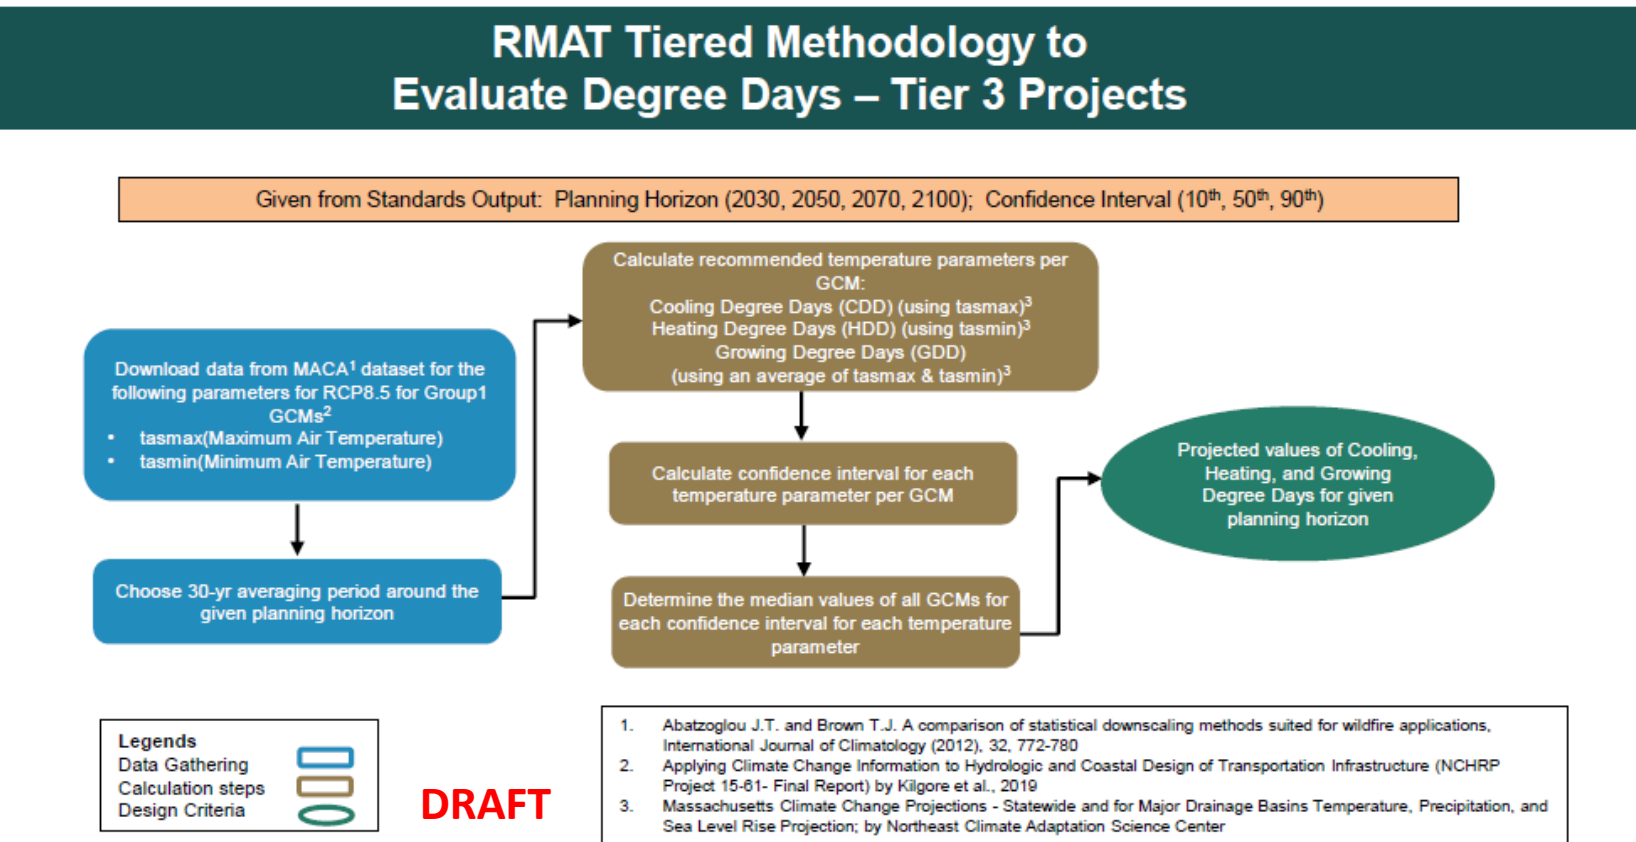 RMAT Tiered Methodology to
Evaluate Degree Days – Tier 3 Projects
Given from Standards Output:  Planning Horizon (2030, 2050, 2070, 2100);  Confidence Interval (10th, 50th, 90th)
Download data from MACA1 dataset for the
following parameters for RCP8.5 for Group1
GCMs2
• tasmax(Maximum Air Temperature)
• tasmin(Minimum Air Temperature)
Choose 30-yr averaging period around the
given planning horizon
Calculate recommended temperature parameters per
GCM:
Cooling Degree Days (CDD) (using tasmax)3
Heating Degree Days (HDD) (using tasmin)3
Growing Degree Days (GDD)
(using an average of tasmax & tasmin)3
Calculate confidence interval for each
temperature parameter per GCM
Determine the median values of all GCMs for
each confidence interval for each temperature
parameter
Projected values of Cooling,
Heating, and Growing
Degree Days for given
planning horizon
Legends
Data Gathering
Calculation steps
Design Criteria
DRAFT
1. Abatzoglou J.T. and Brown T.J. A comparison of statistical downscaling methods suited for wildfire applications,
International Journal of Climatology (2012), 32, 772-780
2. Applying Climate Change Information to Hydrologic and Coastal Design of Transportation Infrastructure (NCHRP
Project 15-61- Final Report) by Kilgore et al., 2019
3. Massachusetts Climate Change Projections - Statewide and for Major Drainage Basins Temperature, Precipitation, and
Sea Level Rise Projection; by Northeast Climate Adaptation Science Center